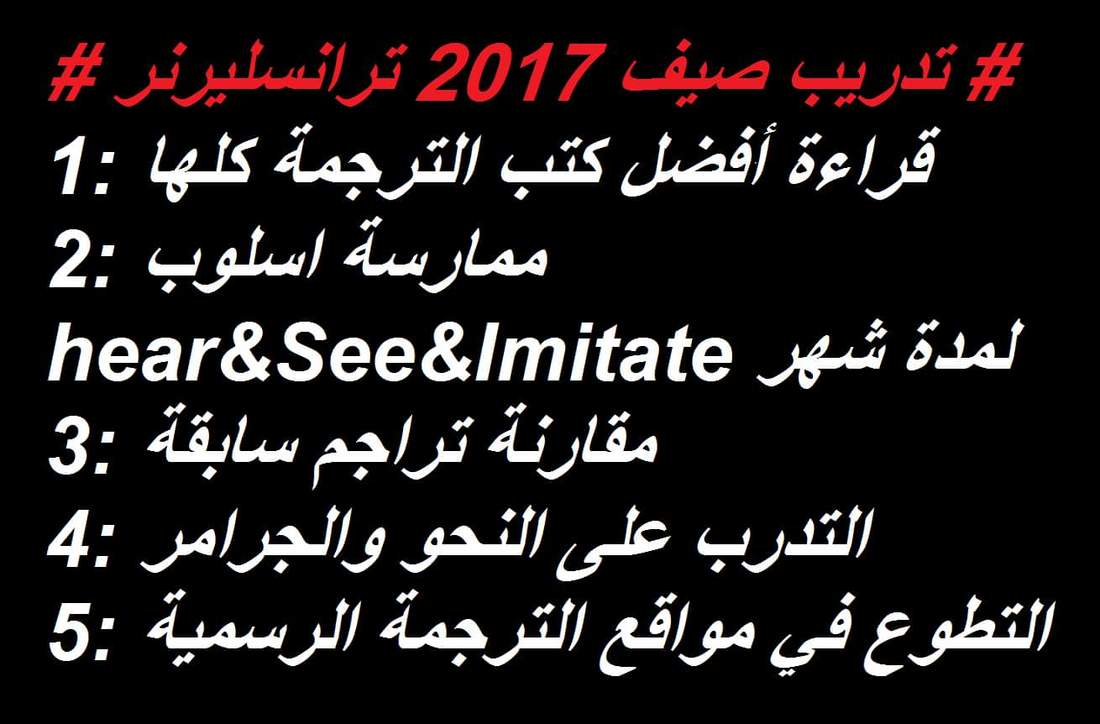 # تدريب صيف 2017 ترانسليرنر #
1: قراءة أفضل كتب الترجمة كلها
2: ممارسة اسلوب
hear&See&Imitate لمدة شهر
3: مقارنة تراجم سابقة
4: التدرب على النحو والجرامر
5: التطوع في مواقع الترجمة الرسمية